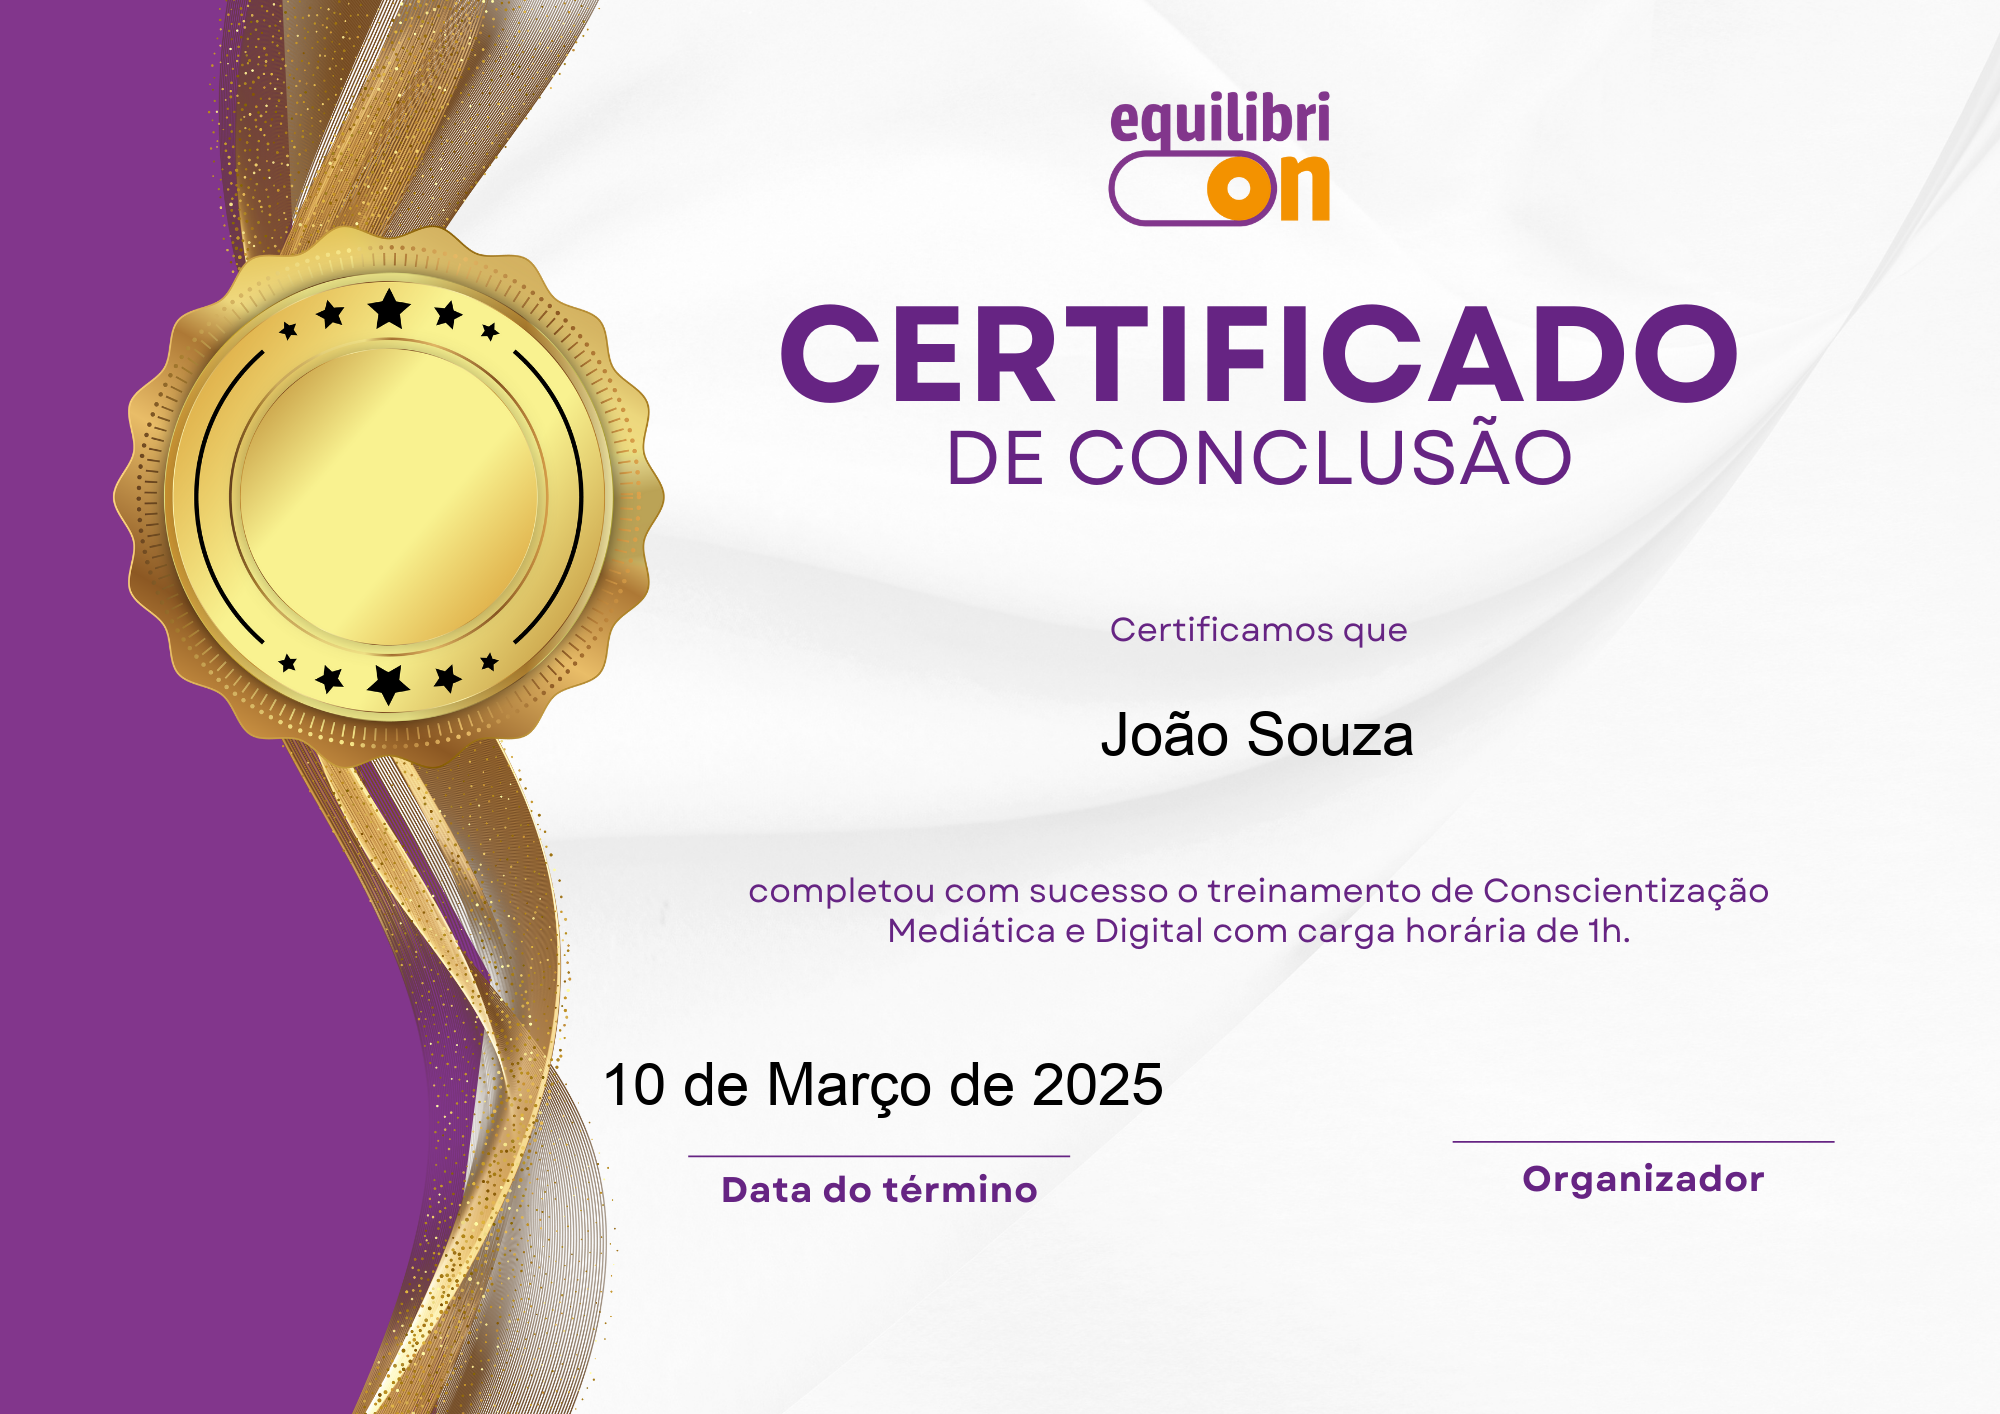 equilibri
on
CERTIFICADO
DE CONCLUSÃO
Certificamos que
João Souza
completou com sucesso o treinamento de Conscientização
Mediática e Digital com carga horária de 1h.
10 de Março de 2025
Data do término
Organizador